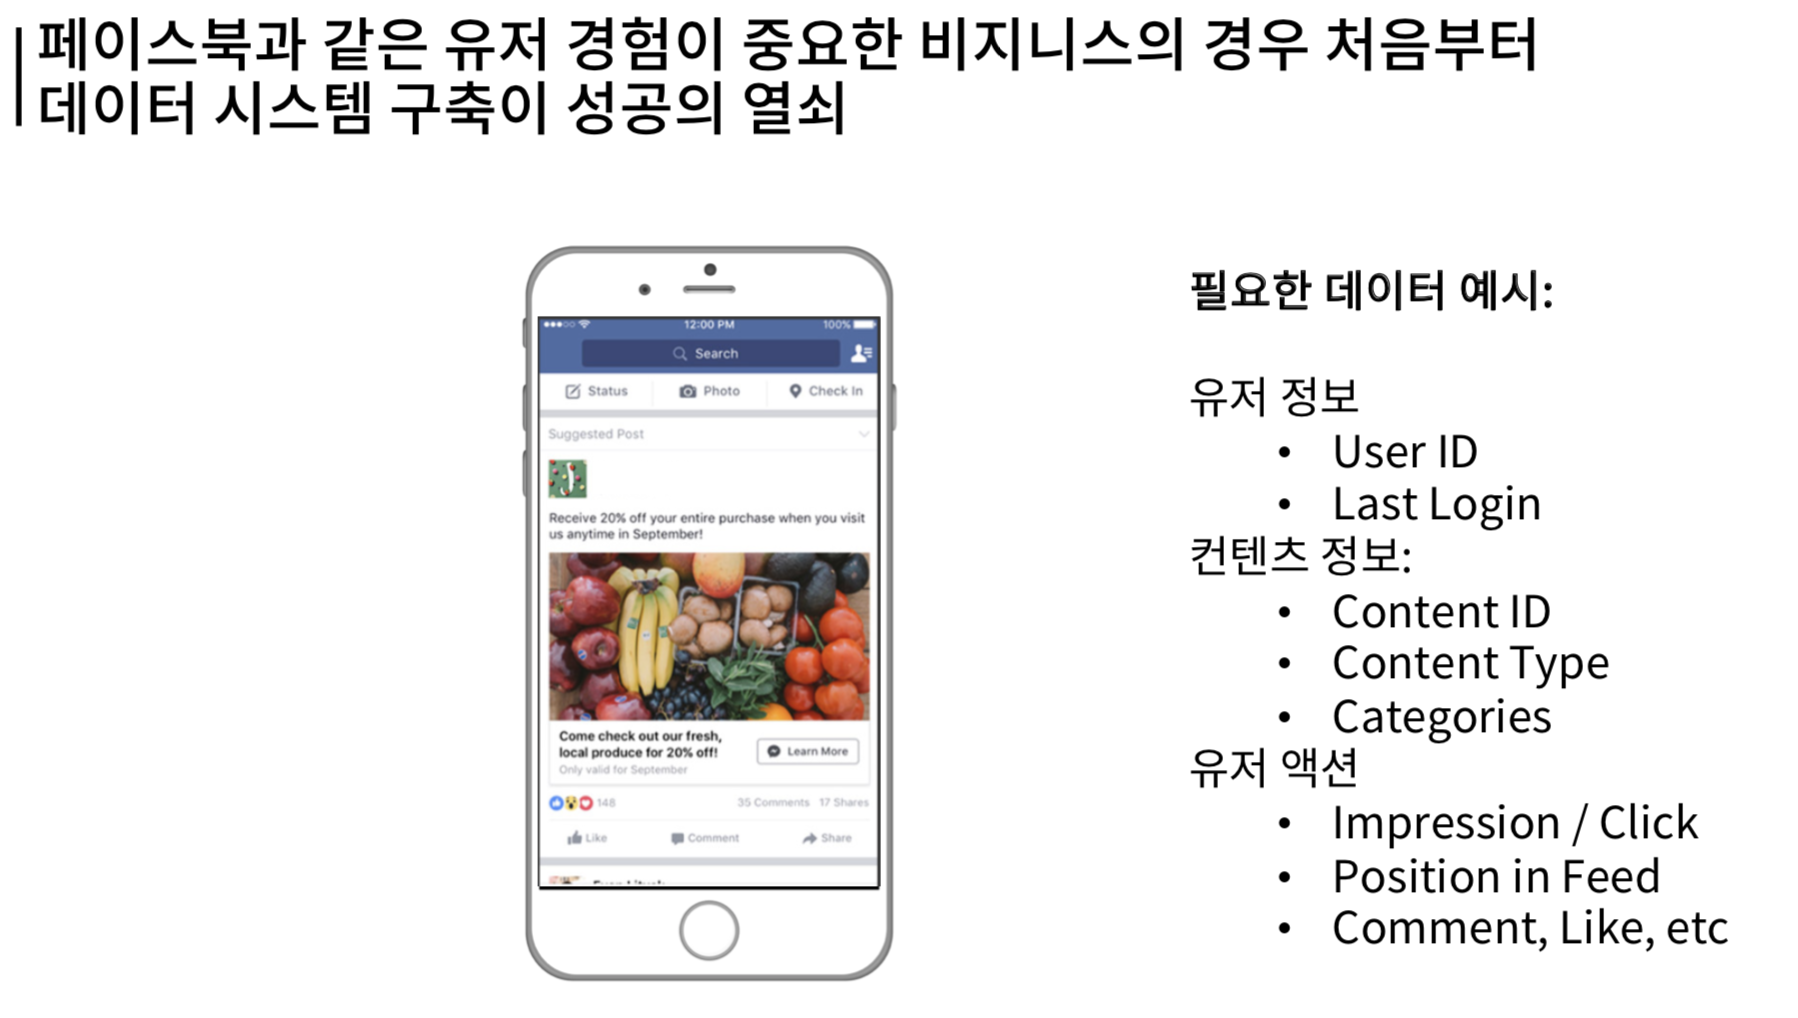 페이스북과 같은 유저 경험이 중요한 비지니스의 경우 처음부터
데이터 시스템 구축이 성공의 열쇠
12:00 PM
100%
Search
Status
Photo
Check In
Suggested Post
Receive 20% off your entire purchase when you visit
us anytime in September!
Come check out our fresh,
local produce for 20% off!
Learn More
Only valid for September
148
35 Comments
17 Shares
Like
Comment
Share
필요한 데이터 예시:
유저 정보
• User ID
• Last Login
컨텐츠 정보:
• Content ID
• Content Type
• Categories
유저 액션
• Impression / Click
• Position in Feed
• Comment, Like, etc